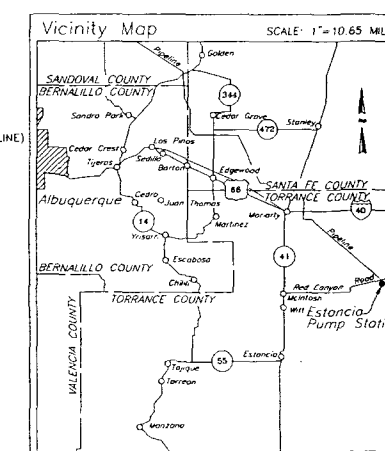 Vicinity Map
SCALE: 1"=10.65 MIL
Pipeline
Golden
SANDOVAL COUNTY
BERNALILLO COUNTY
344
Sandra Park
Cedar Grove
Stanley
472
LINE)
Cedar Crest
Los Pinos
Sedillo
Tijeros
Barton
Edgewood
66
SANTA FE COUNTY
TORRANCE COUNTY
40
Albuquerque
Cedro
Juan Thomas
Moriarty
14
Martinez
Pipeline
Yrisarri
41
BERNALILLO COUNTY
Escabosa
Chilili
Red Canyon Road
McIntosh
TORRANCE COUNTY
Witt
Estancia
Pump Stati
VALENCIA COUNTY
55
Estancia
Tajique
Torreon
Manzano